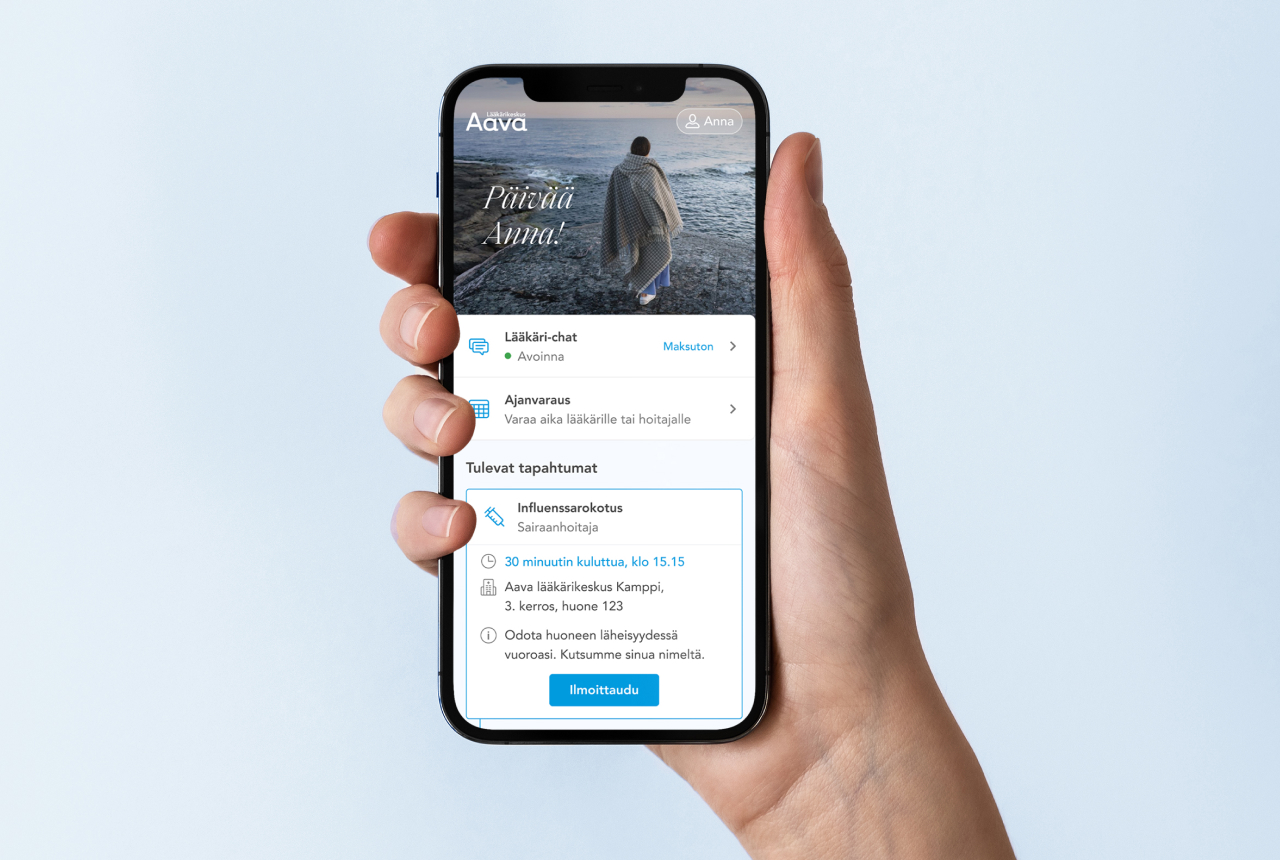 Lääkärikeskus
Aava
Anna
Päivää
Anna!
Lääkäri-chat
Avoinna
Maksuton
Ajanvaraus
Varaa aika lääkärille tai hoitajalle
Tulevat tapahtumat
Influenssarokotus
Sairaanhoitaja
30 minuutin kuluttua, klo 15.15
Aava lääkärikeskus Kamppi,
3. kerros, huone 123
Odota huoneen läheisyydessä
vuoroasi. Kutsumme sinua nimeltä.
Ilmoittaudu